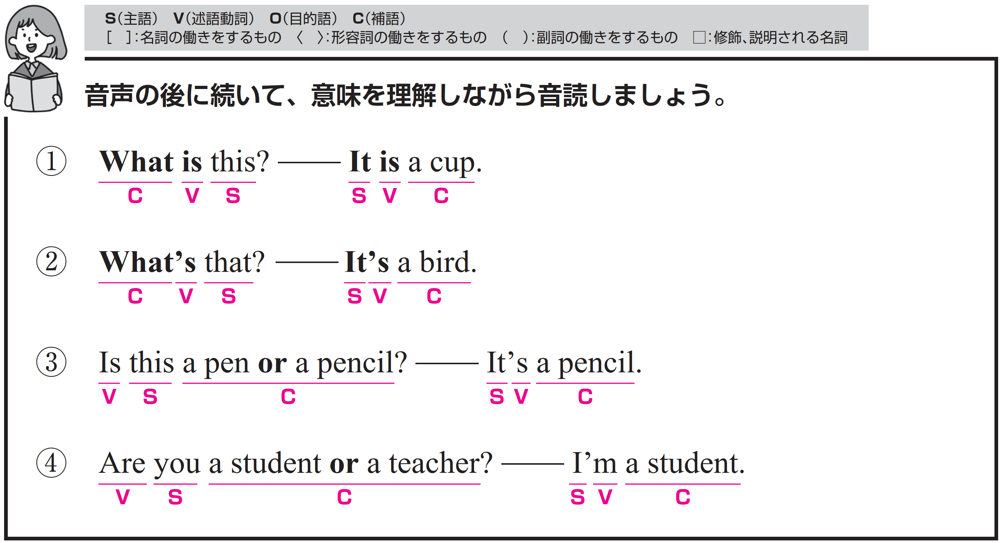 S(主語)　V(述語動詞)　O(目的語)　C(補語)
[　]:名詞の働きをするもの　〈　〉:形容詞の働きをするもの　(　):副詞の働きをするもの　□:修飾、説明される名詞
音声の後に続いて、意味を理解しながら音読しましょう。
① What is this? ―― It is a cup.
C V S S V C
② What’s that? ―― It’s a bird.
C V S S V C
③ Is this a pen or a pencil? ―― It’s a pencil.
V S C S V C
④ Are you a student or a teacher? ―― I’m a student.
V S C S V C